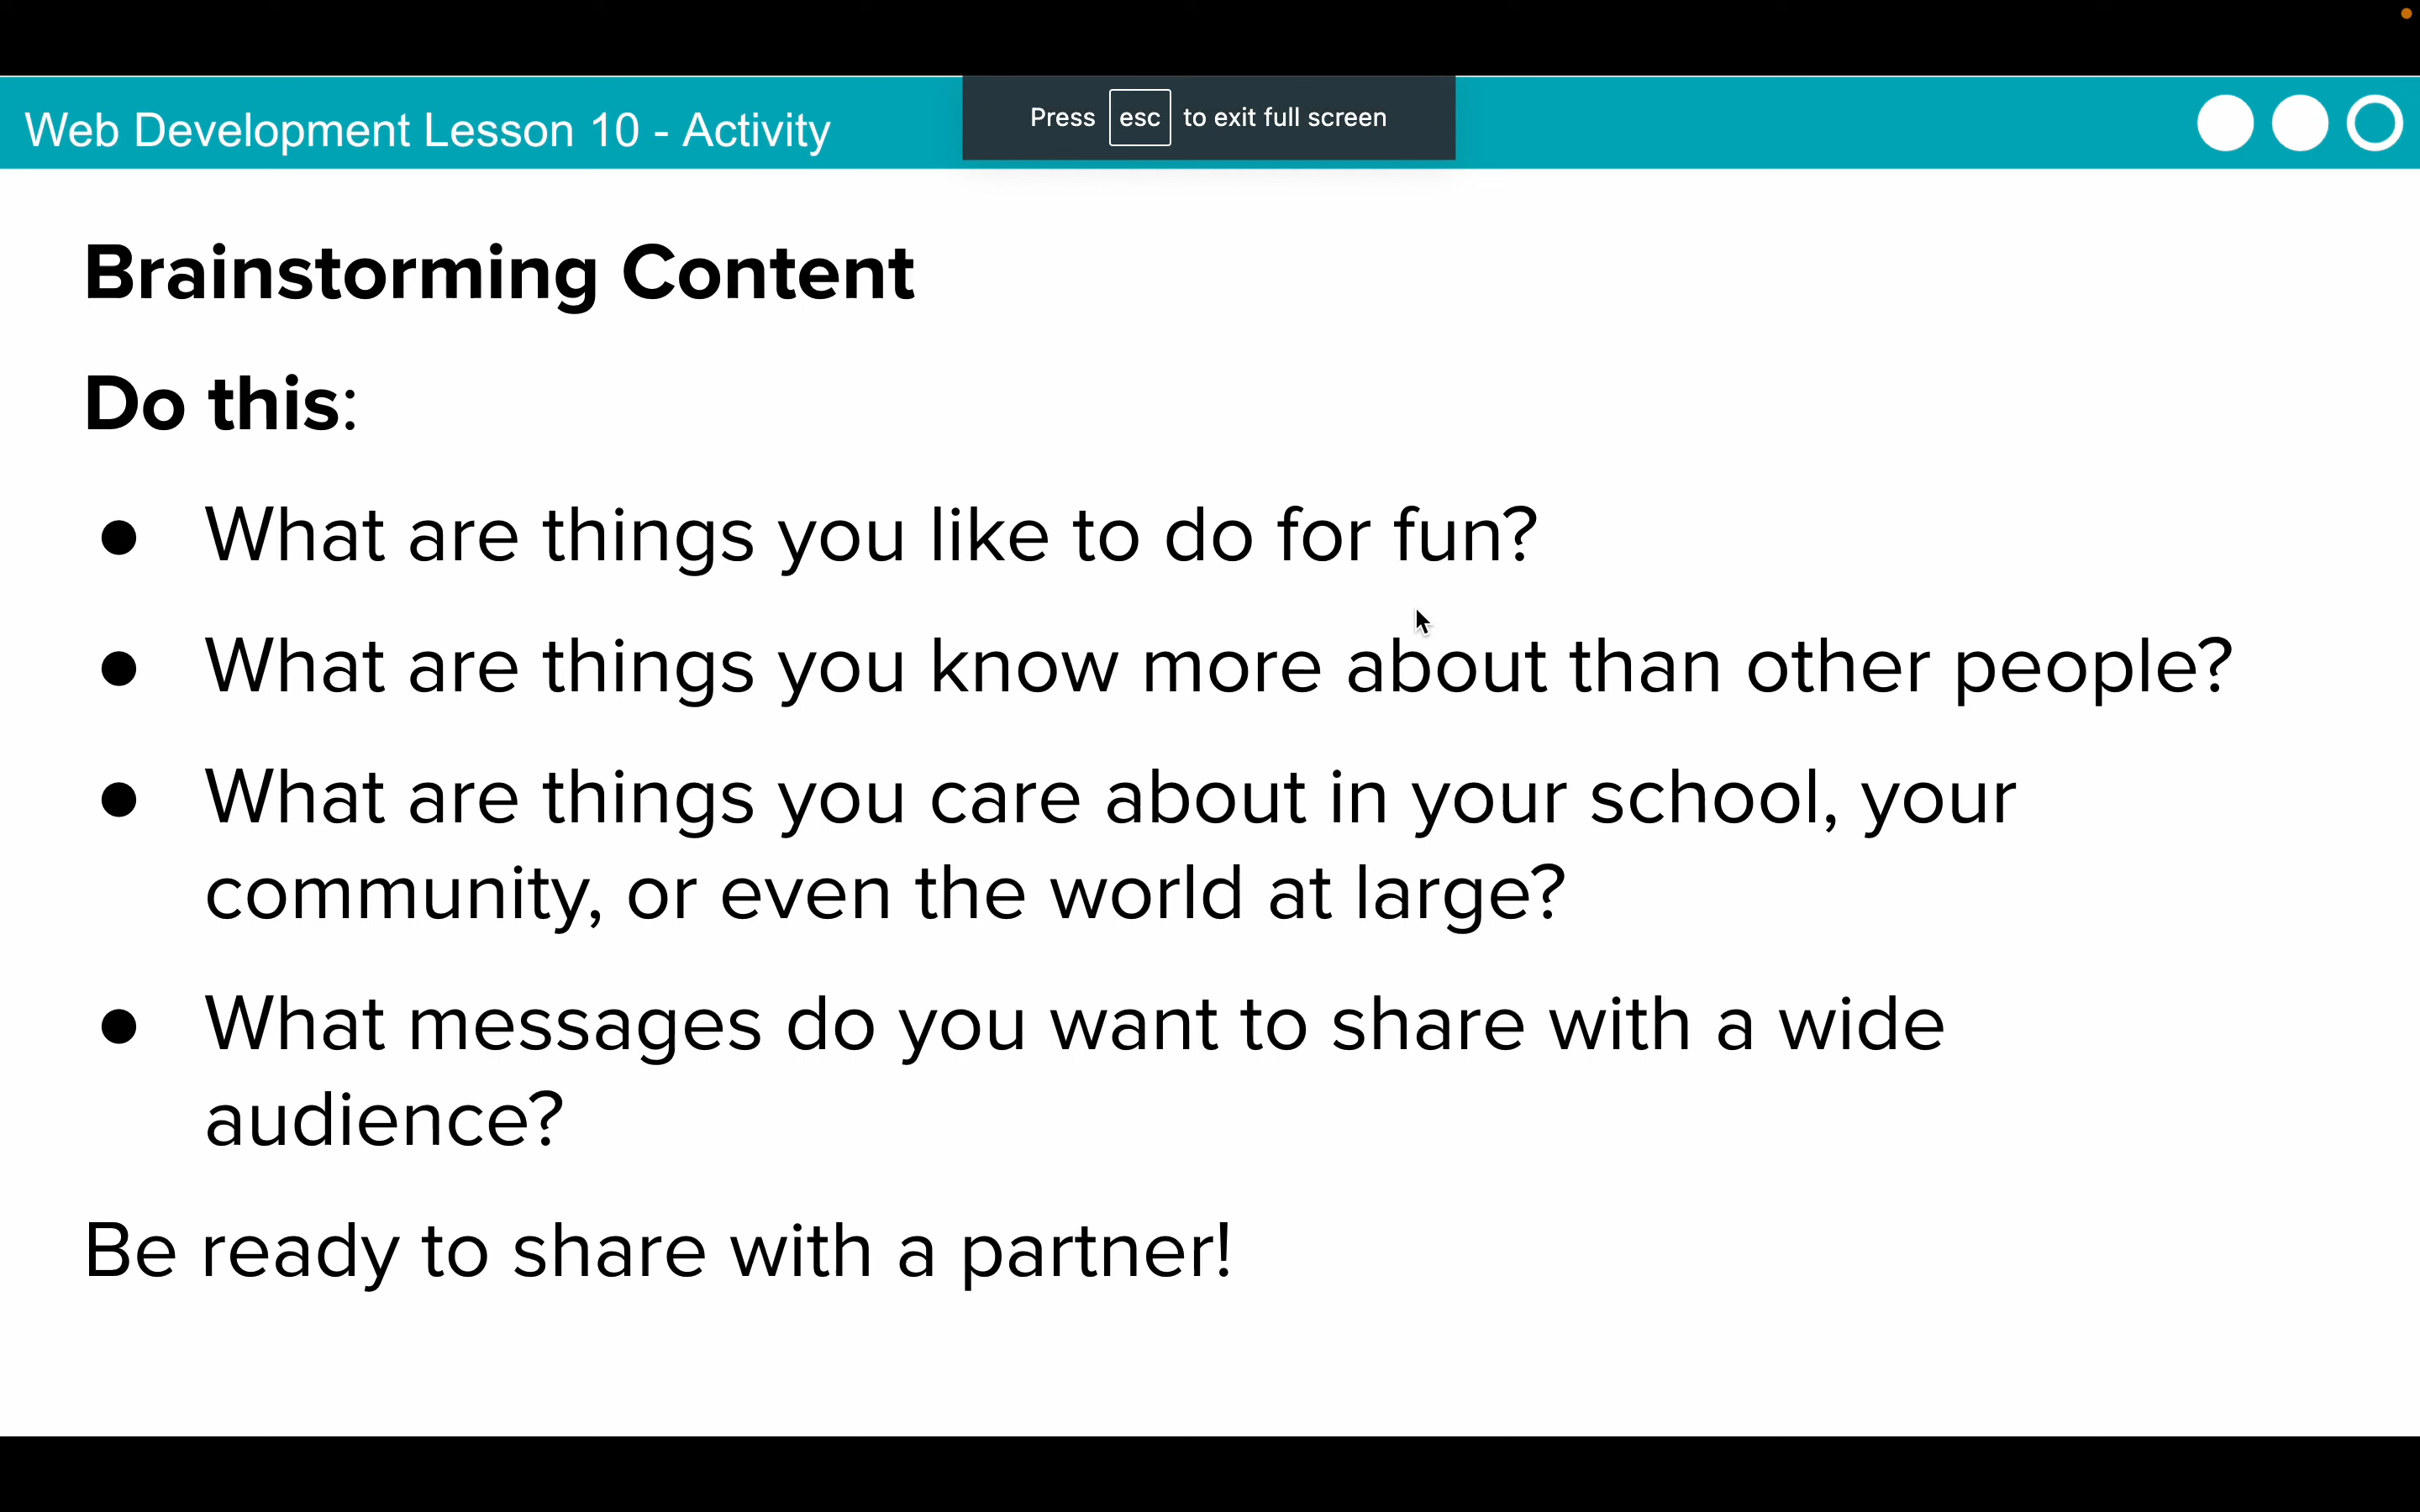 Web Development Lesson 10 - Activity
Press esc to exit full screen
Brainstorming Content
Do this:
● What are things you like to do for fun?
● What are things you know more about than other people?
● What are things you care about in your school, your
community, or even the world at large?
● What messages do you want to share with a wide
audience?
Be ready to share with a partner!